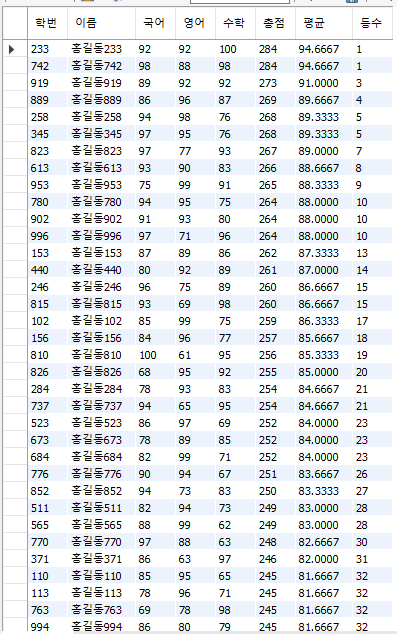 학번 이름 국어 영어 수학 총점 평균 등수
233 홍길동233 92 92 100 284 94.6667 1
742 홍길동742 98 88 98 284 94.6667 1
919 홍길동919 89 92 92 273 91.0000 3
889 홍길동889 86 96 87 269 89.6667 4
258 홍길동258 94 98 76 268 89.3333 5
345 홍길동345 97 95 76 268 89.3333 5
823 홍길동823 97 77 93 267 89.0000 7
613 홍길동613 93 90 83 266 88.6667 8
953 홍길동953 75 99 91 265 88.3333 9
780 홍길동780 94 95 75 264 88.0000 10
902 홍길동902 91 93 80 264 88.0000 10
996 홍길동996 97 71 96 264 88.0000 10
153 홍길동153 87 89 86 262 87.3333 13
440 홍길동440 80 92 89 261 87.0000 14
246 홍길동246 96 75 89 260 86.6667 15
815 홍길동815 93 69 98 260 86.6667 15
102 홍길동102 85 99 75 259 86.3333 17
156 홍길동156 84 96 77 257 85.6667 18
810 홍길동810 100 61 95 256 85.3333 19
826 홍길동826 68 95 92 255 85.0000 20
284 홍길동284 78 93 83 254 84.6667 21
737 홍길동737 94 65 95 254 84.6667 21
523 홍길동523 86 97 69 252 84.0000 23
673 홍길동673 78 89 85 252 84.0000 23
684 홍길동684 82 99 71 252 84.0000 23
776 홍길동776 90 94 67 251 83.6667 26
852 홍길동852 94 73 83 250 83.3333 27
511 홍길동511 82 94 73 249 83.0000 28
565 홍길동565 88 99 62 249 83.0000 28
770 홍길동770 97 88 63 248 82.6667 30
371 홍길동371 86 63 97 246 82.0000 31
110 홍길동110 85 95 65 245 81.6667 32
113 홍길동113 78 96 71 245 81.6667 32
763 홍길동763 69 78 98 245 81.6667 32
994 홍길동994 86 80 79 245 81.6667 32